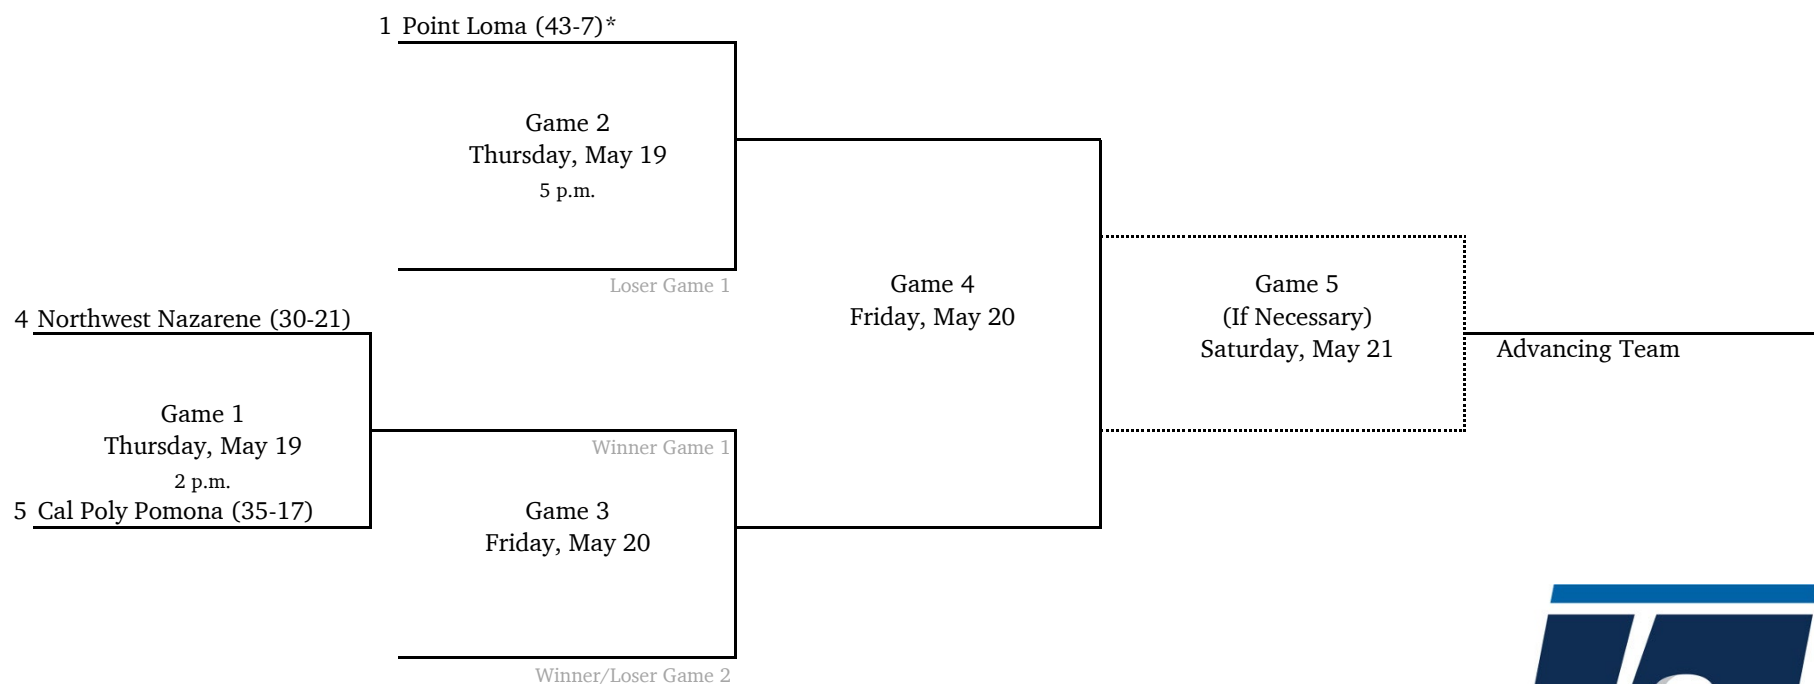 1 Point Loma (43-7)*
Game 2
Thursday, May 19
5 p.m.
Loser Game 1
4 Northwest Nazarene (30-21)
Game 1
Thursday, May 19
2 p.m.
5 Cal Poly Pomona (35-17)
Winner Game 1
Game 3
Friday, May 20
Winner/Loser Game 2
Game 4
Friday, May 20
Game 5
(If Necessary)
Saturday, May 21
Advancing Team